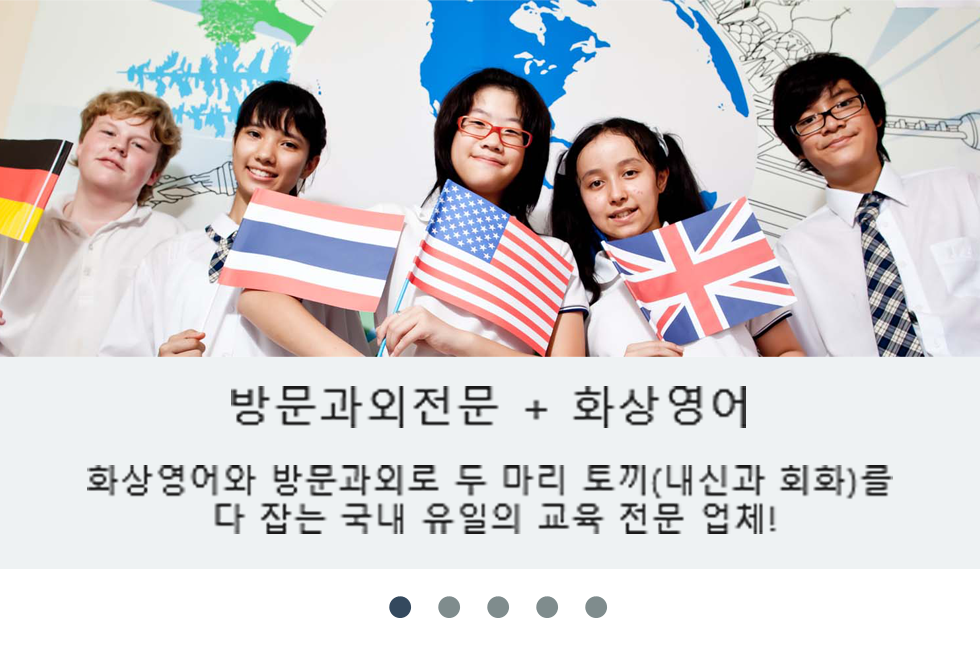 방문과외전문 + 화상영어
화상영어와 방문과외로 두 마리 토끼(내신과 회화)를
다 잡는 국내 유일의 교육 전문 업체!